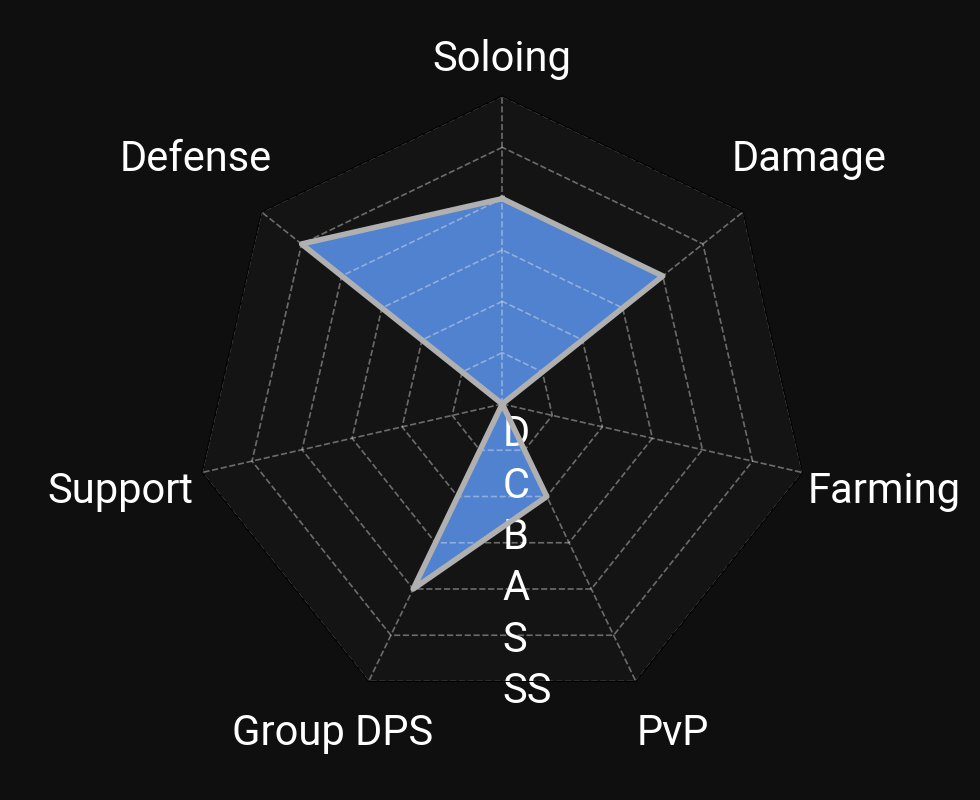 Soloing
Defense
Damage
D
C
Support
Farming
B
A
S
SS
Group DPS
PvP